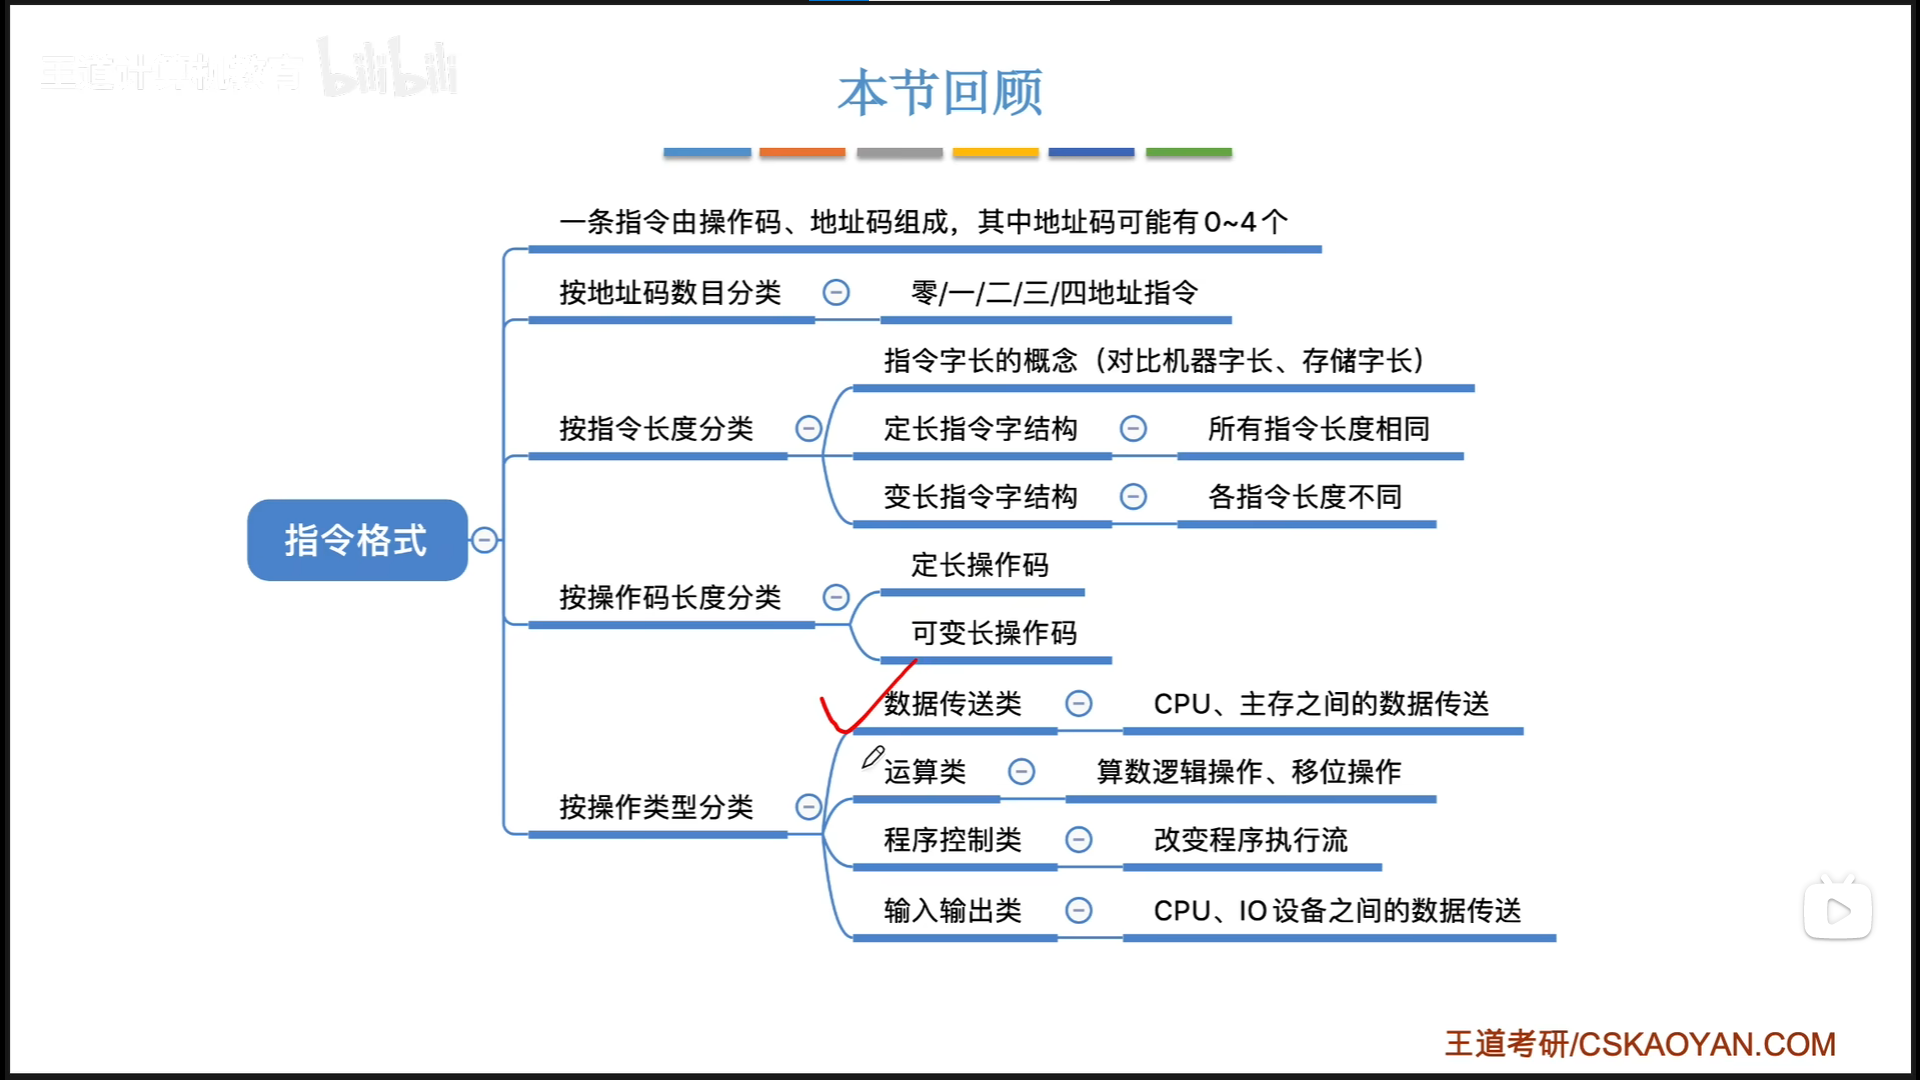 王道计算机教育 bilibili
本节回顾
一条指令由操作码、地址码组成，其中地址码可能有0~4个
按地址码数目分类
零/一/二/三/四地址指令
指令字长的概念（对比机器字长、存储字长）
按指令长度分类
定长指令字结构
所有指令长度相同
变长指令字结构
各指令长度不同
指令格式
定长操作码
按操作码长度分类
可变长操作码
数据传送类
CPU、主存之间的数据传送
运算类
算数逻辑操作、移位操作
按操作类型分类
程序控制类
改变程序执行流
输入输出类
CPU、IO设备之间的数据传送
王道考研/CSKAOYAN.COM